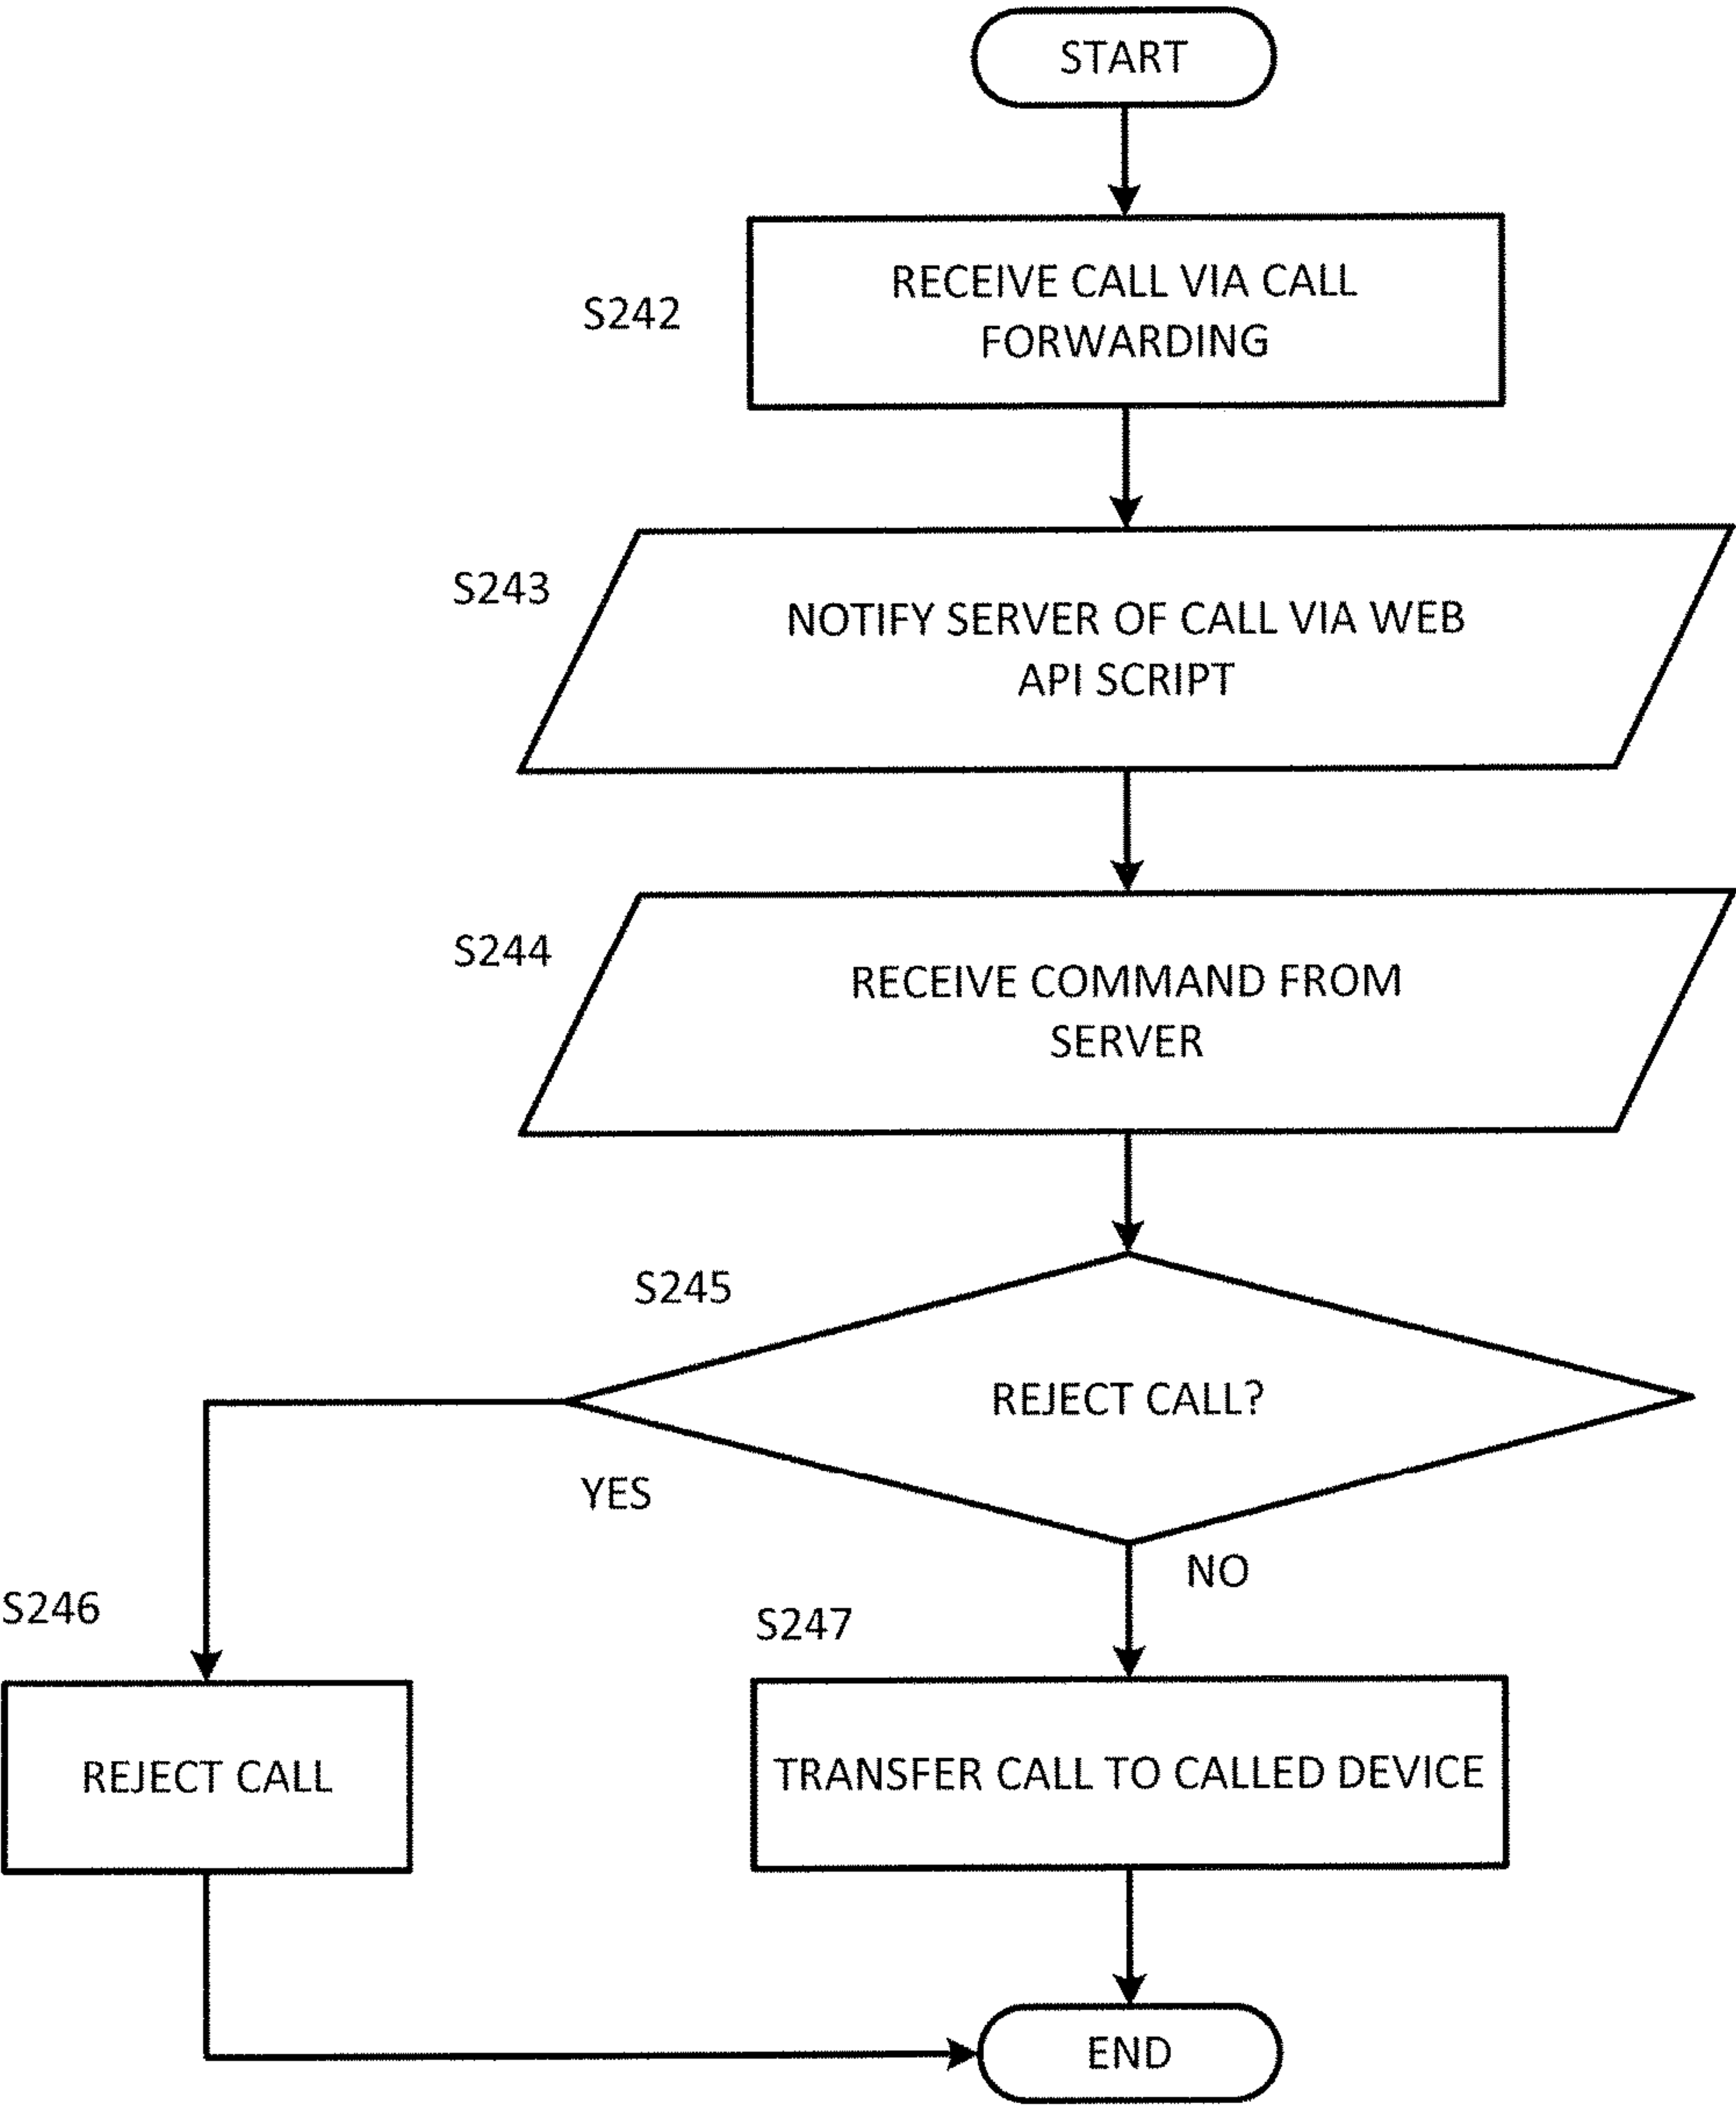 START
S242
RECEIVE CALL VIA CALL
FORWARDING
S243
NOTIFY SERVER OF CALL VIA WEB
API SCRIPT
S244
RECEIVE COMMAND FROM
SERVER
S245
REJECT CALL?
YES
NO
S246
S247
REJECT CALL
TRANSFER CALL TO CALLED DEVICE
END